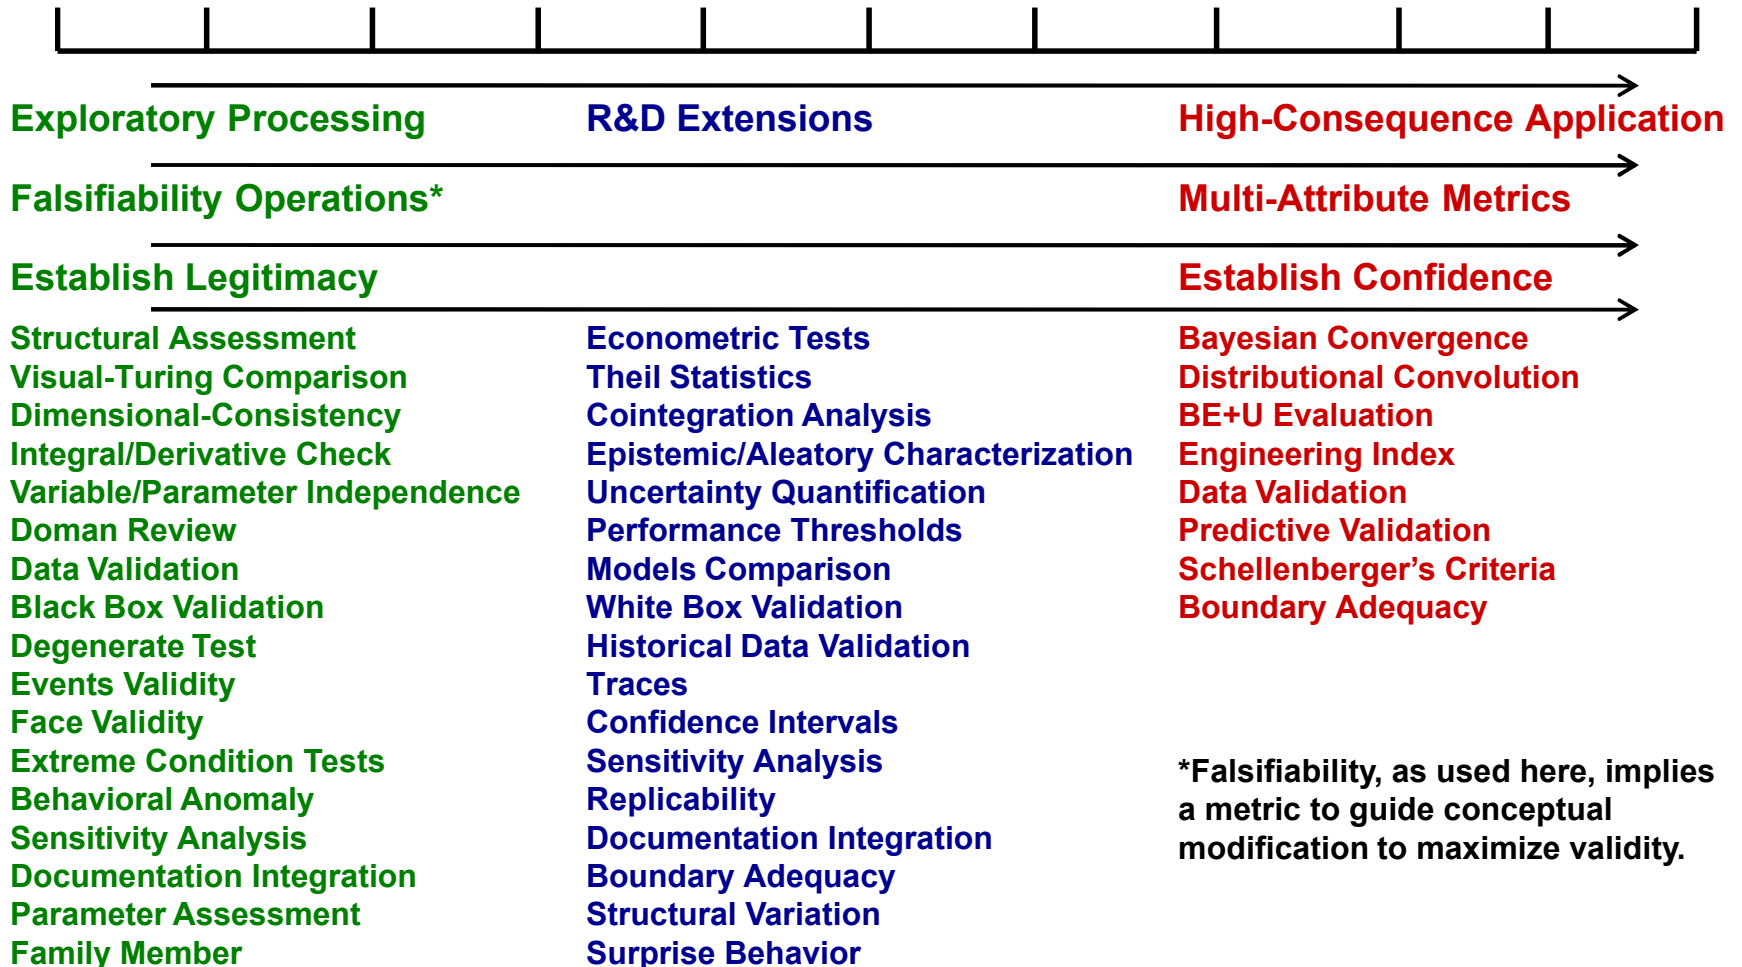 Exploratory Processing
R&D Extensions
High-Consequence Application
Falsifiability Operations*
Multi-Attribute Metrics
Establish Legitimacy
Establish Confidence
Structural Assessment
Visual-Turing Comparison
Dimensional-Consistency
Integral/Derivative Check
Variable/Parameter Independence
Doman Review
Data Validation
Black Box Validation
Degenerate Test
Events Validity
Face Validity
Extreme Condition Tests
Behavioral Anomaly
Sensitivity Analysis
Documentation Integration
Parameter Assessment
Family Member
Econometric Tests
Theil Statistics
Cointegration Analysis
Epistemic/Aleatory Characterization
Uncertainty Quantification
Performance Thresholds
Models Comparison
White Box Validation
Historical Data Validation
Traces
Confidence Intervals
Sensitivity Analysis
Replicability
Documentation Integration
Boundary Adequacy
Structural Variation
Surprise Behavior
Bayesian Convergence
Distributional Convolution
BE+U Evaluation
Engineering Index
Data Validation
Predictive Validation
Schellenberger’s Criteria
Boundary Adequacy
*Falsifiability, as used here, implies
a metric to guide conceptual
modification to maximize validity.